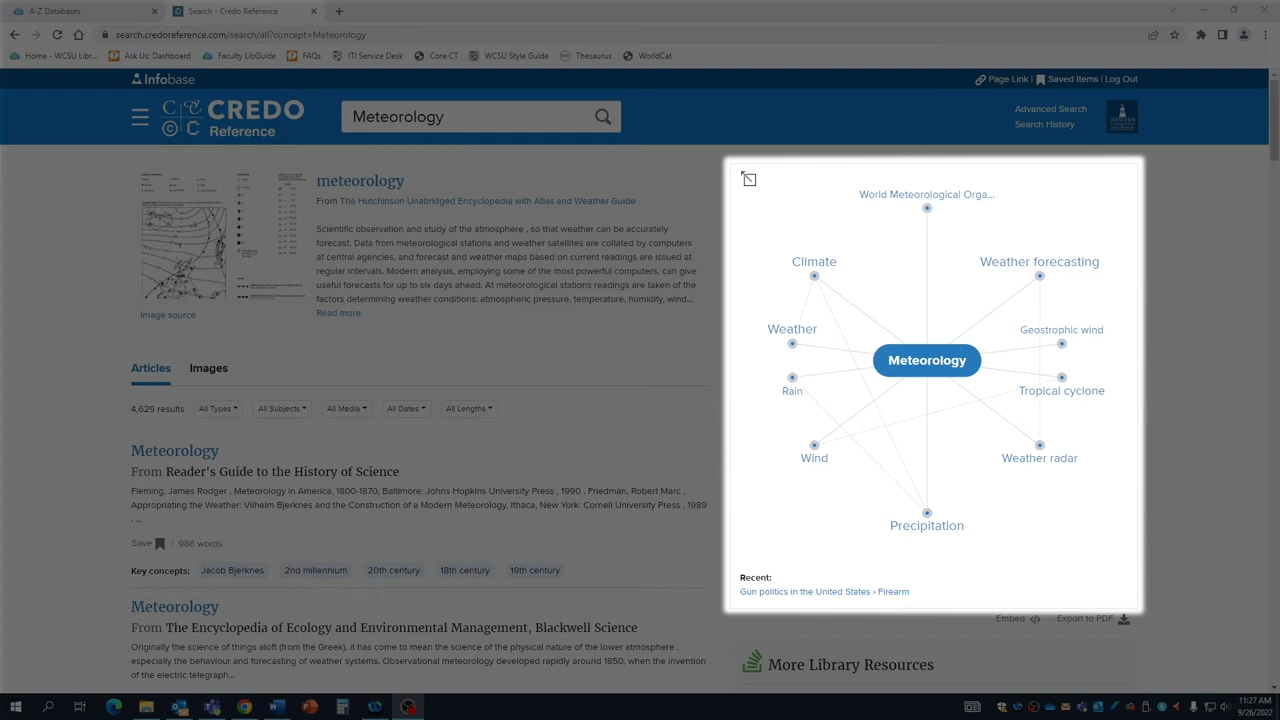 A-Z Databases
Search - Credo Reference
search.credoreference.com/search/all?concept=Meteorology
Home - WCSU Libr...
Ask Us: Dashboard
Faculty LibGuide
FAQs
ITI Service Desk
Core CT
WCSU Style Guide
Thesaurus
WorldCat
Infobase
Page Link |
Saved Items | Log Out
CREDO
Reference
Meteorology
Advanced Search
Search History
meteorology
From The Hutchinson Unabridged Encyclopedia with Atlas and Weather Guide
Scientific observation and study of the atmosphere , so that weather can be accurately
forecast. Data from meteorological stations and weather satellites are collated by computers
at central agencies, and forecast and weather maps based on current readings are issued at
regular intervals. Modern analysis, employing some of the most powerful computers, can give
useful forecasts for up to six days ahead. At meteorological stations readings are taken of the
factors determining weather conditions: atmospheric pressure, temperature, humidity, wind...
Read more
Image source
Articles
Images
4,629 results
All Types
All Subjects
All Media
All Dates
All Lengths
Meteorology
From Reader's Guide to the History of Science
Fleming, James Rodger , Meteorology in America, 1800-1870, Baltimore: Johns Hopkins University Press , 1990 . Friedman, Robert Marc ,
Appropriating the Weather: Vilhelm Bjerknes and the Construction of a Modern Meteorology, Ithaca, New York: Cornell University Press , 1989
. ...
Save
| 986 words
Key concepts:
Jacob Bjerknes
2nd millennium
20th century
18th century
19th century
Meteorology
From The Encyclopedia of Ecology and Environmental Management, Blackwell Science
Originally the science of things aloft (from the Greek), it has come to mean the science of the physical nature of the lower atmosphere ,
especially the behaviour and forecasting of weather systems. Observational meteorology developed rapidly around 1850, when the invention
of the electric telegraph...
World Meteorological Orga...
Climate
Weather forecasting
Weather
Geostrophic wind
Meteorology
Rain
Tropical cyclone
Wind
Weather radar
Precipitation
Recent:
Gun politics in the United States › Firearm
Embed </>
Export to PDF
More Library Resources
11:27 AM
9/26/2022